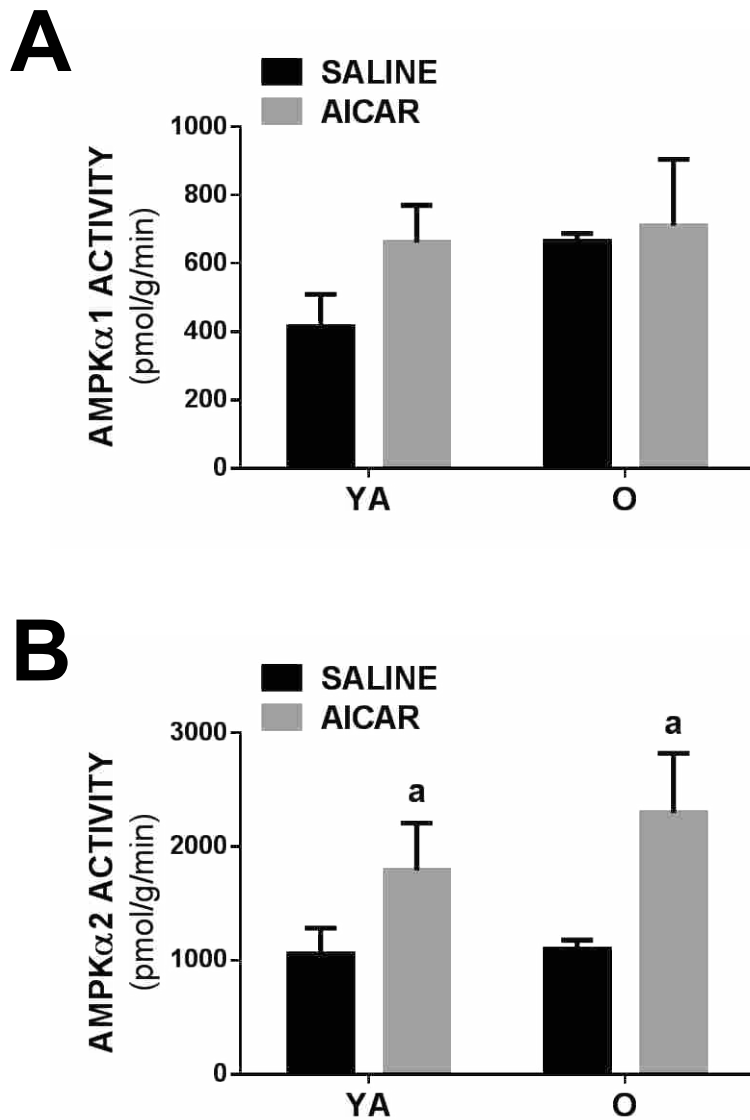 A
SALINE
AICAR
AMPKα1 ACTIVITY
(pmol/g/min)
1000
800
600
400
200
0
YA
O
B
SALINE
AICAR
AMPKα2 ACTIVITY
(pmol/g/min)
3000
2000
1000
0
a
a
YA
O